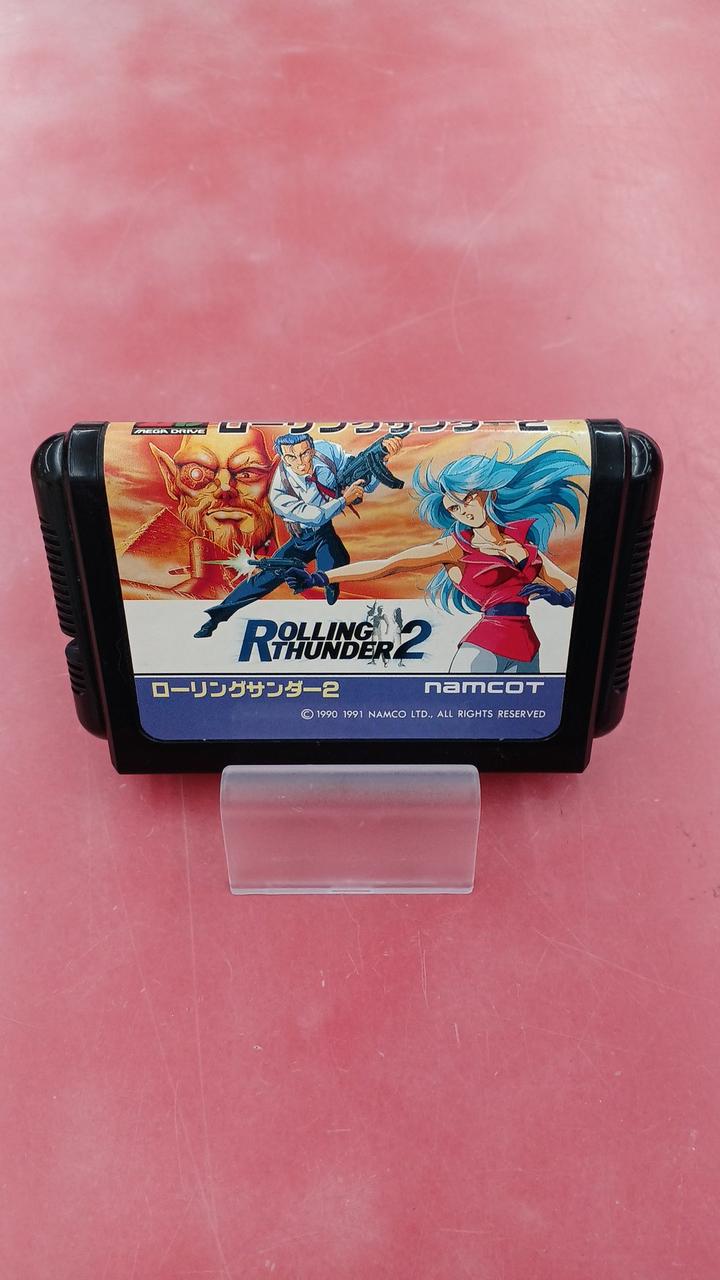 MEGA DRIVE
ローリングサンダー2
ROLLING
THUNDER 2
ローリングサンダー2
namcoT
© 1990 1991 NAMCO LTD., ALL RIGHTS RESERVED